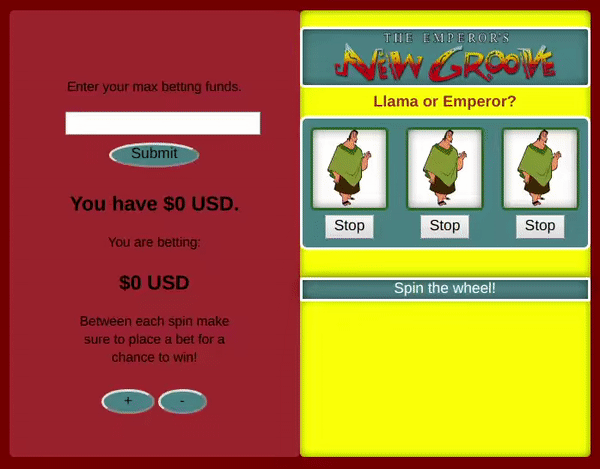 Enter your max betting funds.
Submit
You have $0 USD.
You are betting:
$0 USD
Between each spin make
sure to place a bet for a
chance to win!
+ -
THE EMPEROR'S
NEW GROOVE
Llama or Emperor?
Stop Stop Stop
Spin the wheel!